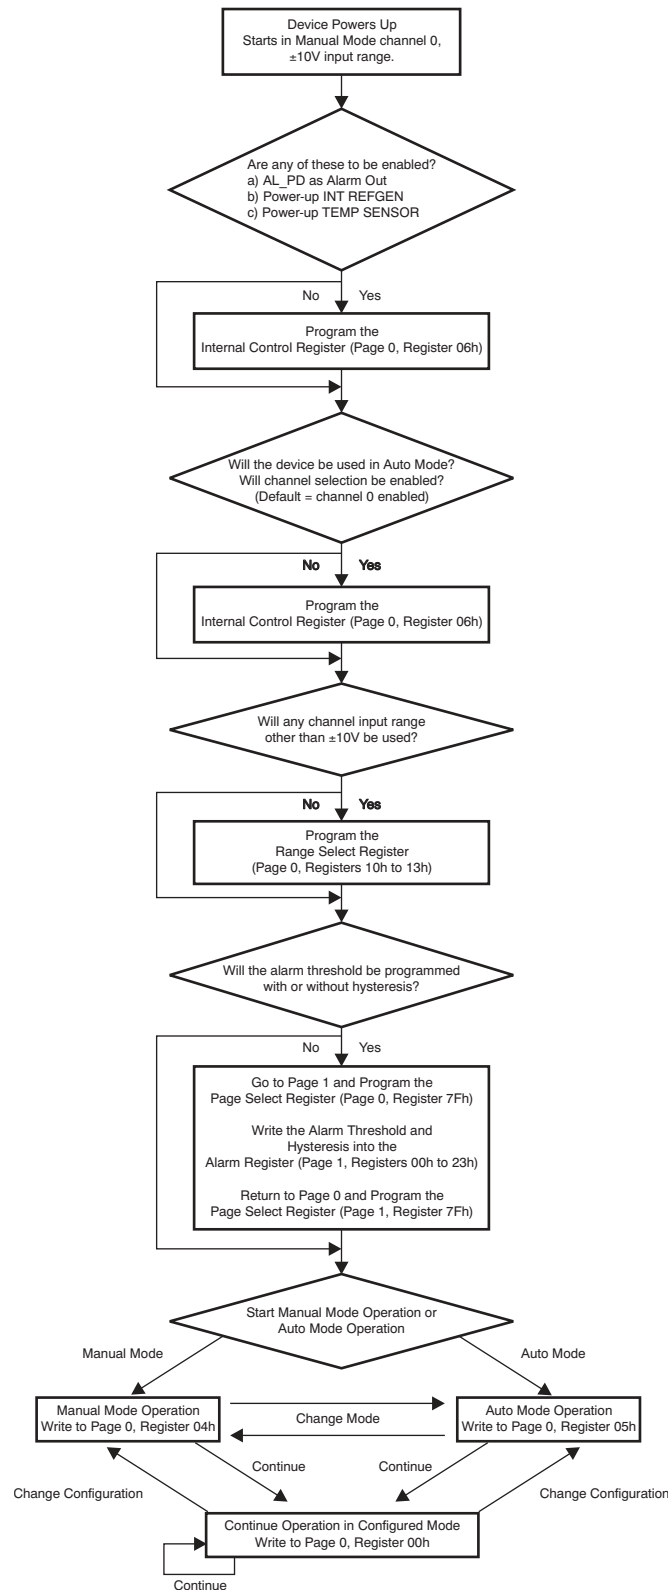 Device Powers Up
Starts in Manual Mode channel 0,
±10V input range.
Are any of these to be enabled?
a) AL_PD as Alarm Out
b) Power-up INT REFGEN
c) Power-up TEMP SENSOR
No
Yes
Program the
Internal Control Register (Page 0, Register 06h)
Will the device be used in Auto Mode?
Will channel selection be enabled?
(Default = channel 0 enabled)
No
Yes
Program the
Internal Control Register (Page 0, Register 06h)
Will any channel input range
other than ±10V be used?
No
Yes
Program the
Range Select Register
(Page 0, Registers 10h to 13h)
Will the alarm threshold be programmed
with or without hysteresis?
No
Yes
Go to Page 1 and Program the
Page Select Register (Page 0, Register 7Fh)
Write the Alarm Threshold and
Hysteresis into the
Alarm Register (Page 1, Registers 00h to 23h)
Return to Page 0 and Program the
Page Select Register (Page 1, Register 7Fh)
Start Manual Mode Operation or
Auto Mode Operation
Manual Mode
Auto Mode
Manual Mode Operation
Write to Page 0, Register 04h
Change Mode
Auto Mode Operation
Write to Page 0, Register 05h
Continue
Continue
Change Configuration
Change Configuration
Continue Operation in Configured Mode
Write to Page 0, Register 00h
Continue